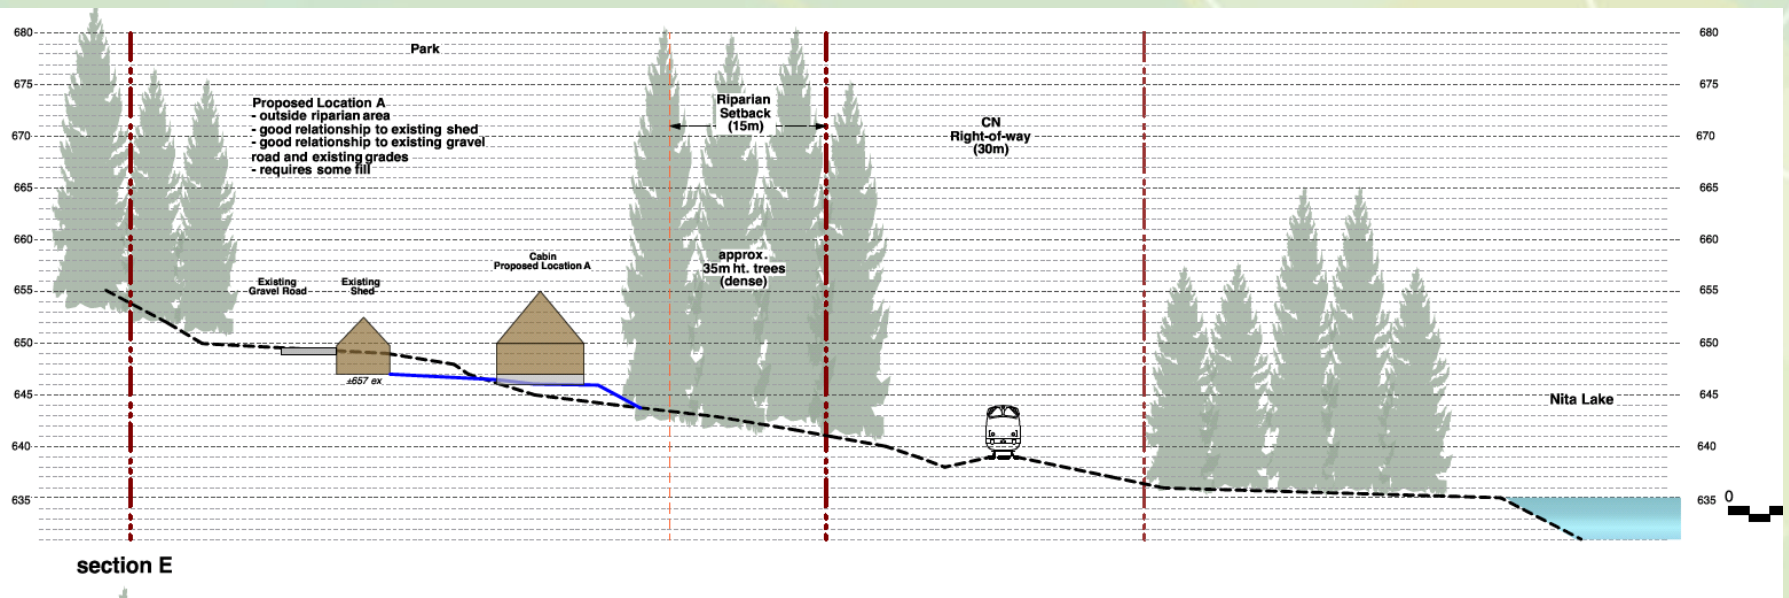 680
675
670
665
660
655
650
645
640
635
Park
Proposed Location A
- outside riparian area
- good relationship to existing shed
- good relationship to existing gravel
road and existing grades
- requires some fill
Existing
Gravel Road
Existing
Shed
±657 ex
Cabin
Proposed Location A
Riparian
Setback
(15m)
approx.
35m ht. trees
(dense)
CN
Right-of-way
(30m)
Nita Lake
680
675
670
665
660
655
650
645
640
635
0
section E